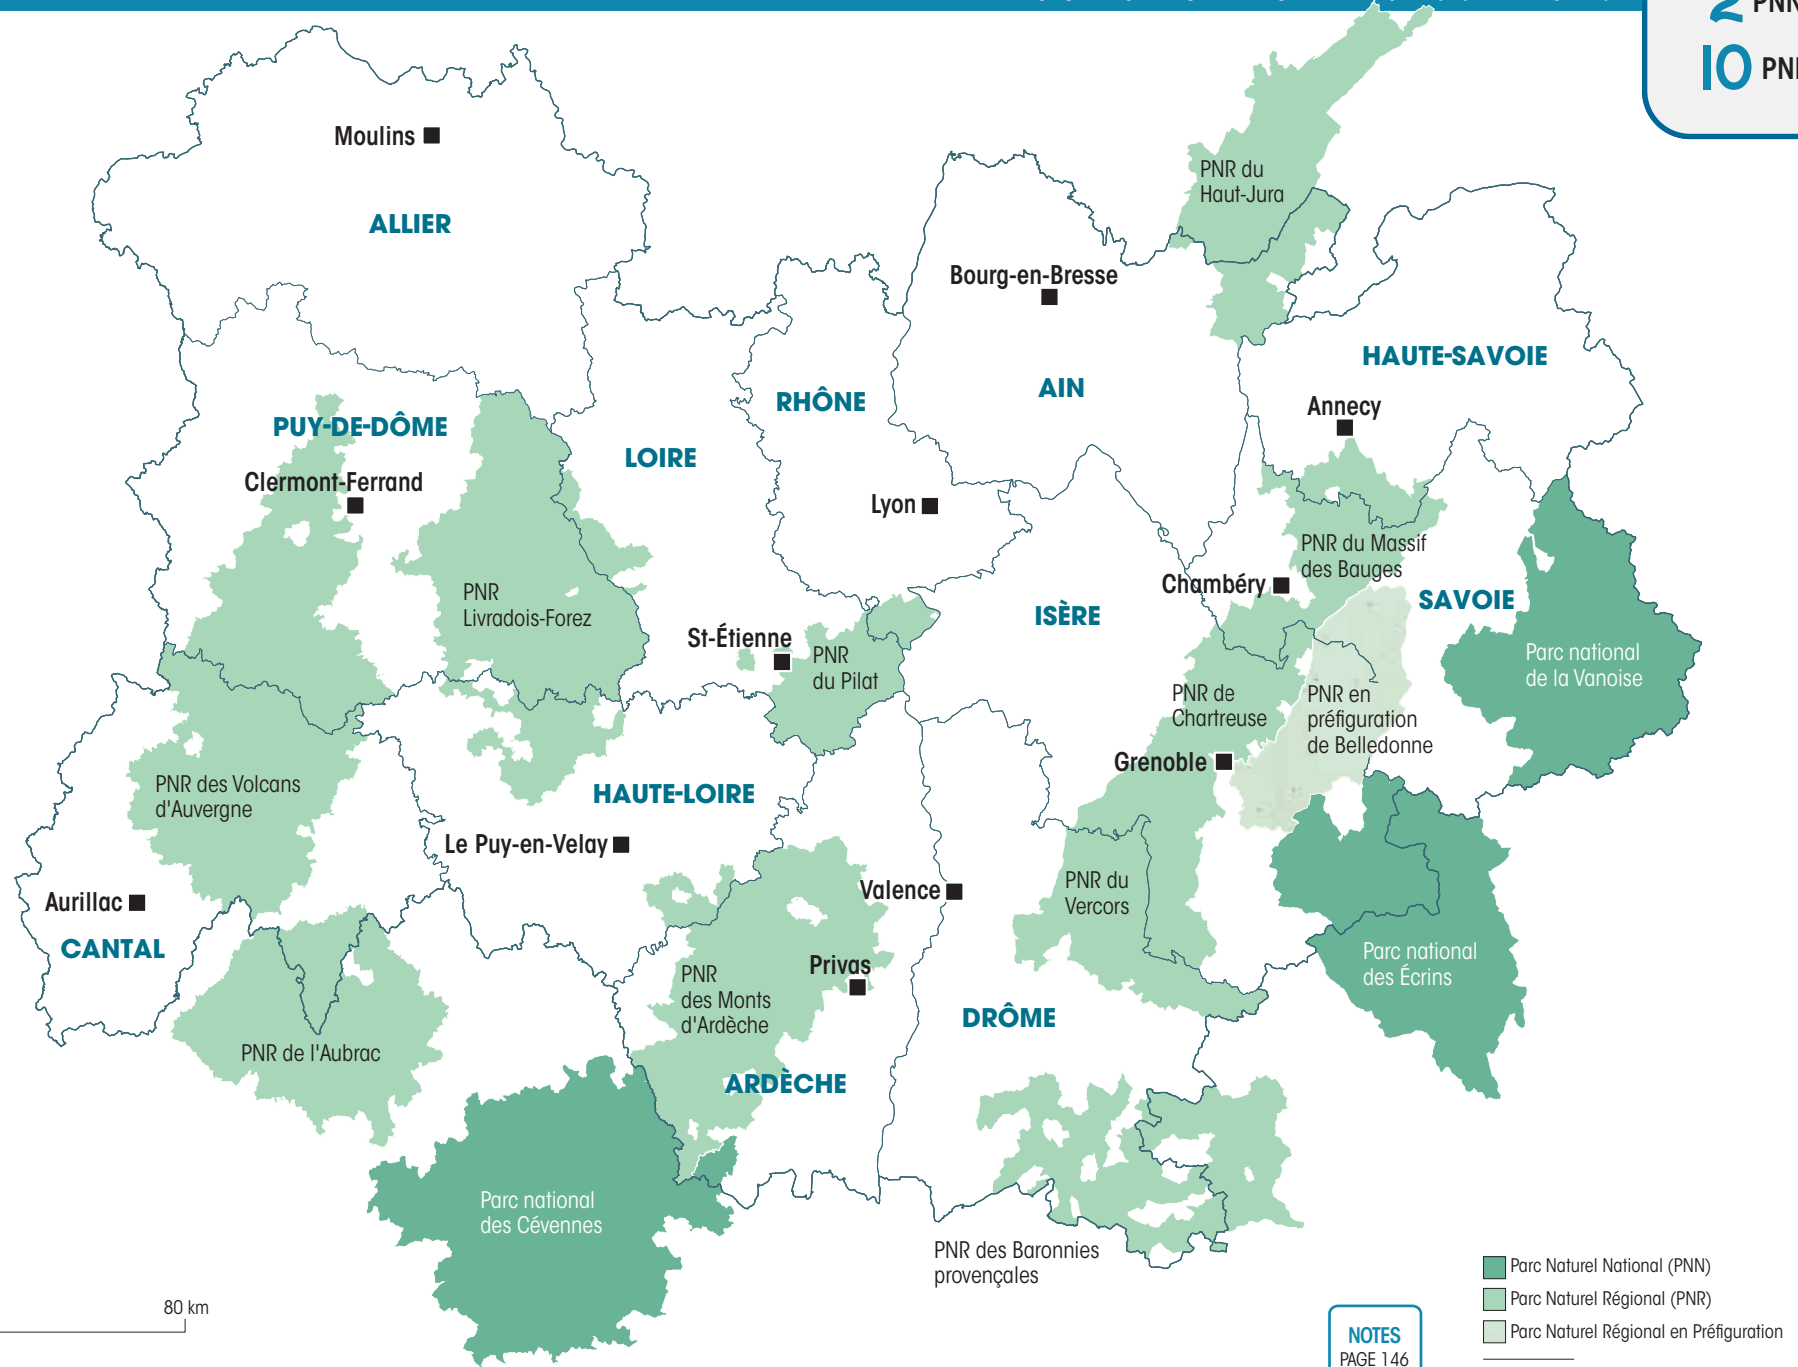 2 PNN
10
Moulins
ALLIER
PNR du
Haut-Jura
Bourg-en-Bresse
HAUTE-SAVOIE
AIN
RHÔNE
Annecy
PUY-DE-DÔME
LOIRE
Clermont-Ferrand
Lyon
PNR du Massif
des Bauges
Chambéry
SAVOIE
PNR
Livradois-Forez
ISÈRE
St-Étienne
PNR
du Pilat
Parc national
de la Vanoise
PNR de
Chartreuse
PNR en
préfiguration
de Belledonne
Grenoble
PNR des Volcans
d'Auvergne
HAUTE-LOIRE
Le Puy-en-Velay
Aurillac
CANTAL
Valence
PNR du
Vercors
Parc national
des Écrins
Privas
PNR
des Monts
d'Ardèche
DRÔME
PNR de l'Aubrac
ARDÈCHE
Parc national
des Cévennes
PNR des Baronnies
provençales
80 km
NOTES
PAGE 146
Parc Naturel National (PNN)
Parc Naturel Régional (PNR)
Parc Naturel Régional en Préfiguration